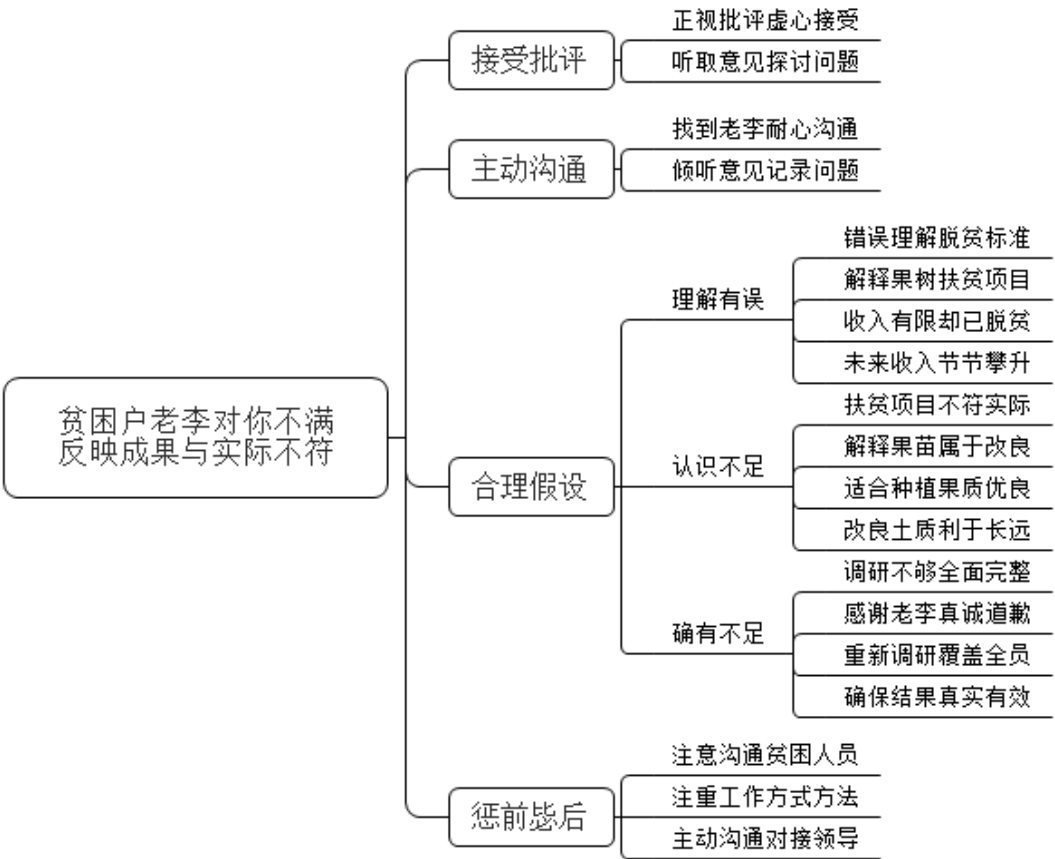 贫困户老李对你不满
反映成果与实际不符
接受批评
正视批评虚心接受
听取意见探讨问题
主动沟通
找到老李耐心沟通
倾听意见记录问题
合理假设
理解有误
错误理解脱贫标准
解释果树扶贫项目
收入有限却已脱贫
未来收入节节攀升
认识不足
扶贫项目不符实际
解释果苗属于改良
适合种植果质优良
改良土质利于长远
确有不足
调研不够全面完整
感谢老李真诚道歉
重新调研覆盖全员
确保结果真实有效
惩前毖后
注意沟通贫困人员
注重工作方式方法
主动沟通对接领导